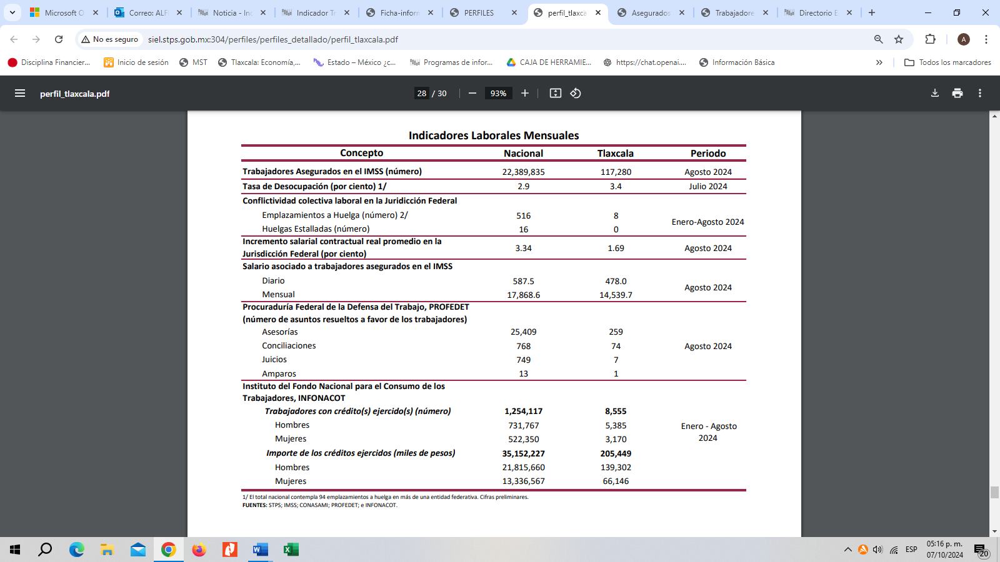 Microsoft O
Correo: ALF
Noticia - Inc
Indicador Tr
Ficha-inform
PERFILES
perfil_tlaxca
Asegurados
Trabajadore
Directorio E
No es seguro
siel.stps.gob.mx:304/perfiles/perfiles_detallado/perfil_tlaxcala.pdf
A
Disciplina Financier...
Inicio de sesión
MST
Tlaxcala: Economía,...
Estado – México ¿c...
Programas de infor...
CAJA DE HERRAMIE...
https://chat.openai....
Información Básica
Todos los marcadores
perfil_tlaxcala.pdf
28 / 30
93%
Indicadores Laborales Mensuales
Concepto Nacional Tlaxcala Periodo
Trabajadores Asegurados en el IMSS (número) 22,389,835 117,280 Agosto 2024
Tasa de Desocupación (por ciento) 1/ 2.9 3.4 Julio 2024
Conflictividad colectiva laboral en la Juridicción Federal
Emplazamientos a Huelga (número) 2/ 516 8
Enero-Agosto 2024
Huelgas Estalladas (número) 16 0
Incremento salarial contractual real promedio en la
Jurisdicción Federal (por ciento) 3.34 1.69 Agosto 2024
Salario asociado a trabajadores asegurados en el IMSS
Diario 587.5 478.0
Agosto 2024
Mensual 17,868.6 14,539.7
Procuraduría Federal de la Defensa del Trabajo, PROFEDET
(número de asuntos resueltos a favor de los trabajadores)
Asesorías 25,409 259
Conciliaciones 768 74 Agosto 2024
Juicios 749 7
Amparos 13 1
Instituto del Fondo Nacional para el Consumo de los
Trabajadores, INFONACOT
Trabajadores con crédito(s) ejercido(s) (número) 1,254,117 8,555
Hombres 731,767 5,385 Enero - Agosto
Mujeres 522,350 3,170 2024
Importe de los créditos ejercidos (miles de pesos) 35,152,227 205,449
Hombres 21,815,660 139,302
Mujeres 13,336,567 66,146
1/ El total nacional contempla 94 emplazamientos a huelga en más de una entidad federativa. Cifras preliminares.
FUENTES: STPS; IMSS; CONASAMI; PROFEDET; e INFONACOT.
ESP
05:16 p. m.
07/10/2024
20